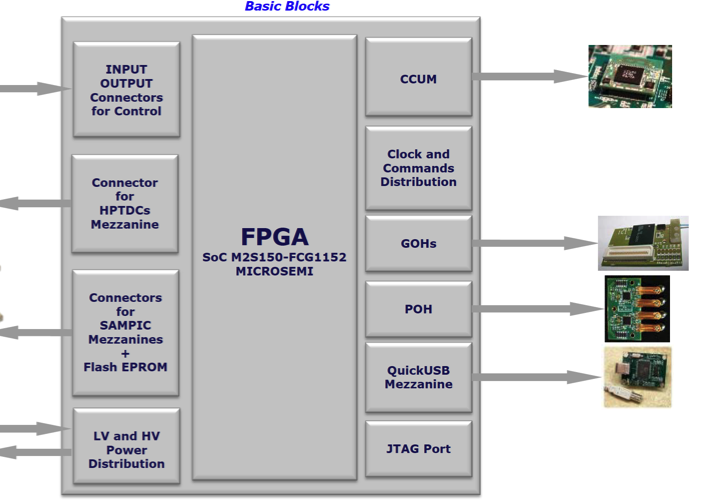 Basic Blocks
INPUT
OUTPUT
Connectors
for Control
Connector
for
HPTDCs
Mezzanine
Connectors
for
SAMPIC
Mezzanines
+
Flash EPROM
LV and HV
Power
Distribution
FPGA
SoC M2S150-FCG1152
MICROSEMI
CCUM
Clock and
Commands
Distribution
GOHs
POH
QuickUSB
Mezzanine
JTAG Port